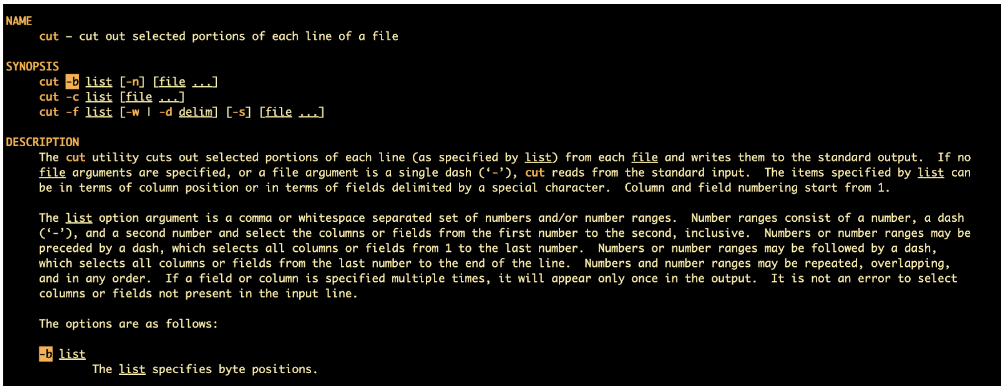 NAME
cut – cut out selected portions of each line of a file
SYNOPSIS
cut -b list [-n] [file ...]
cut -c list [file ...]
cut -f list [-w | -d delim] [-s] [file ...]
DESCRIPTION
The cut utility cuts out selected portions of each line (as specified by list) from each file and writes them to the standard output.  If no
file arguments are specified, or a file argument is a single dash (‘-’), cut reads from the standard input.  The items specified by list can
be in terms of column position or in terms of fields delimited by a special character.  Column and field numbering start from 1.
The list option argument is a comma or whitespace separated set of numbers and/or number ranges.  Number ranges consist of a number, a dash
(‘-’), and a second number and select the columns or fields from the first number to the second, inclusive.  Numbers or number ranges may be
preceded by a dash, which selects all columns or fields from 1 to the last number.  Numbers or number ranges may be followed by a dash,
which selects all columns or fields from the last number to the end of the line.  Numbers and number ranges may be repeated, overlapping,
and in any order.  If a field or column is specified multiple times, it will appear only once in the output.  It is not an error to select
columns or fields not present in the input line.
The options are as follows:
-b list
The list specifies byte positions.